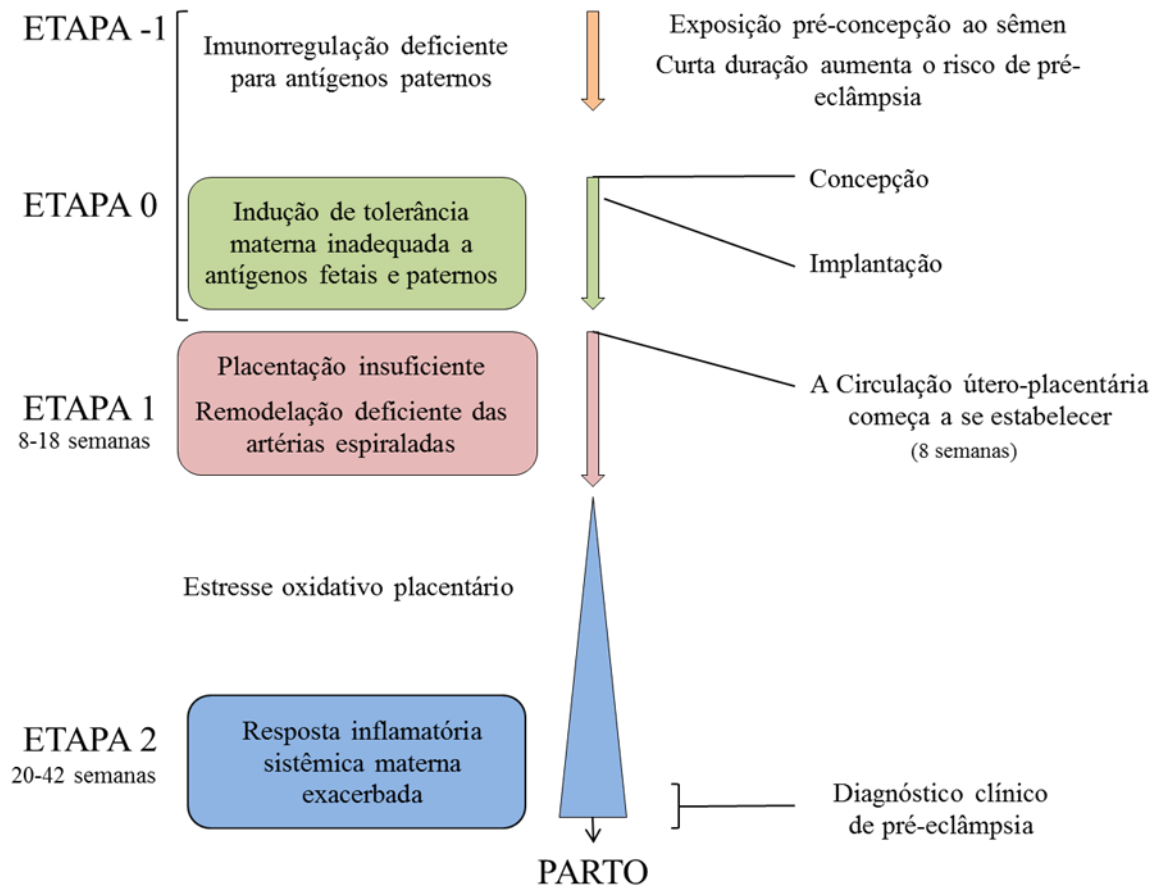 ETAPA -1
Imunorregulação deficiente
para antígenos paternos
Exposição pré-concepção ao sêmen
Curta duração aumenta o risco de pré-
eclâmpsia
ETAPA 0
Indução de tolerância
materna inadequada a
antígenos fetais e paternos
Concepção
Implantação
ETAPA 1
8-18 semanas
Placentação insuficiente
Remodelação deficiente das
artérias espiraladas
A Circulação útero-placentária
começa a se estabelecer
(8 semanas)
Estresse oxidativo placentário
ETAPA 2
20-42 semanas
Resposta inflamatória
sistêmica materna
exacerbada
Diagnóstico clínico
de pré-eclâmpsia
PARTO